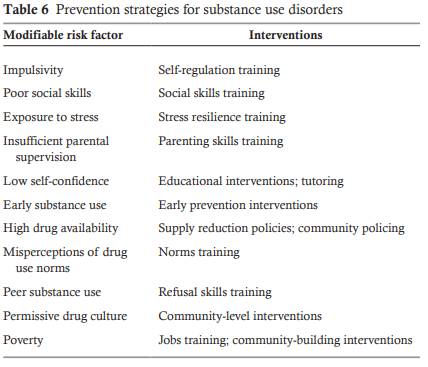 Table 6 Prevention strategies for substance use disorders
Modifiable risk factor Interventions
Impulsivity Self-regulation training
Poor social skills Social skills training
Exposure to stress Stress resilience training
Insufficient parental Parenting skills training
supervision
Low self-confidence Educational interventions; tutoring
Early substance use Early prevention interventions
High drug availability Supply reduction policies; community policing
Misperceptions of drug Norms training
use norms
Peer substance use Refusal skills training
Permissive drug culture Community-level interventions
Poverty Jobs training; community-building interventions